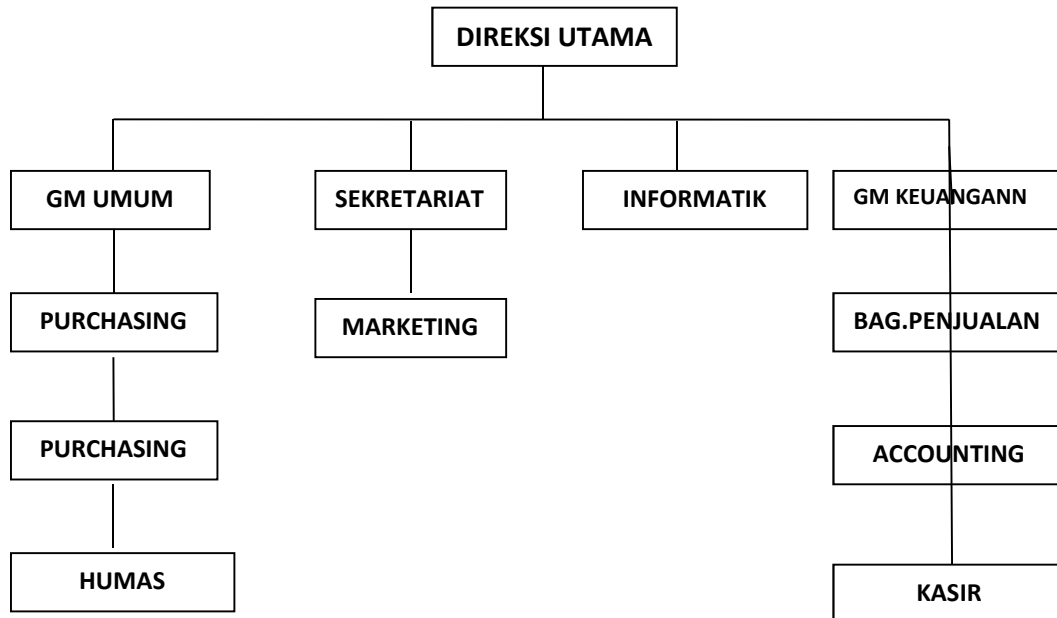 DIREKSI UTAMA
GM UMUM
SEKRETARIAT
INFORMATIK
GM KEUANGANN
PURCHASING
MARKETING
BAG.PENJUALAN
PURCHASING
ACCOUNTING
HUMAS
KASIR